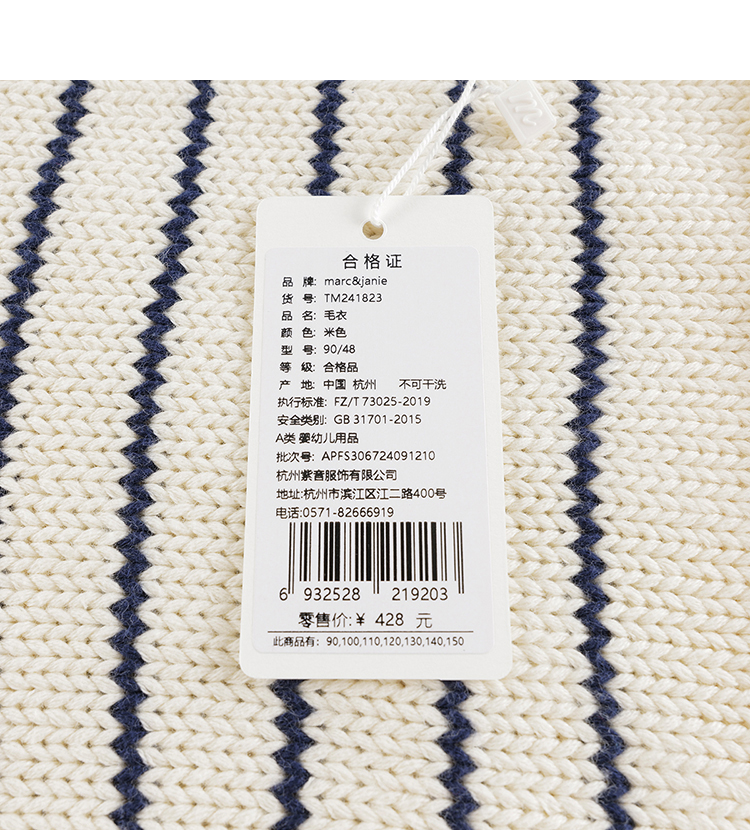 合格证
品 牌: marc&janie
货 号: TM241823
品 名: 毛衣
颜 色: 米色
型 号: 90/48
等 级: 合格品
产 地: 中国 杭州 不可干洗
执行标准: FZ/T 73025-2019
安全类别: GB 31701-2015
A类 婴幼儿用品
批次号: APFS306724091210
杭州紫音服饰有限公司
地址:杭州市滨江区江二路400号
电话:0571-82666919
6 932528 219203
零售价:¥ 428 元
此商品有: 90,100,110,120,130,140,150